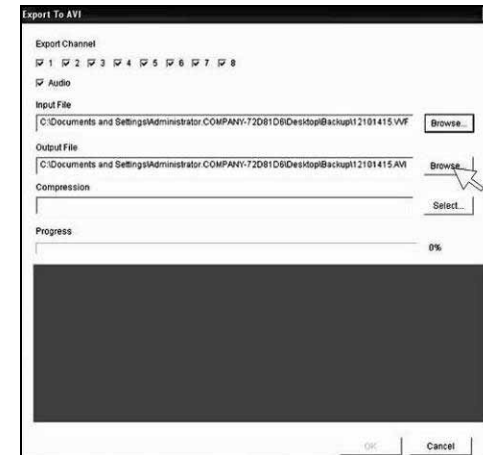 Export To AVI
Export Channel
1 2 3 4 5 6 7 8
Audio
Input File
C:\Documents and Settings\Administrator.COMPANY-72D81D6\Desktop\Backup\12101415.VVF Browse...
Output File
C:\Documents and Settings\Administrator.COMPANY-72D81D6\Desktop\Backup\12101415.AVI Browse...
Compression
Select...
Progress
0%
OK Cancel